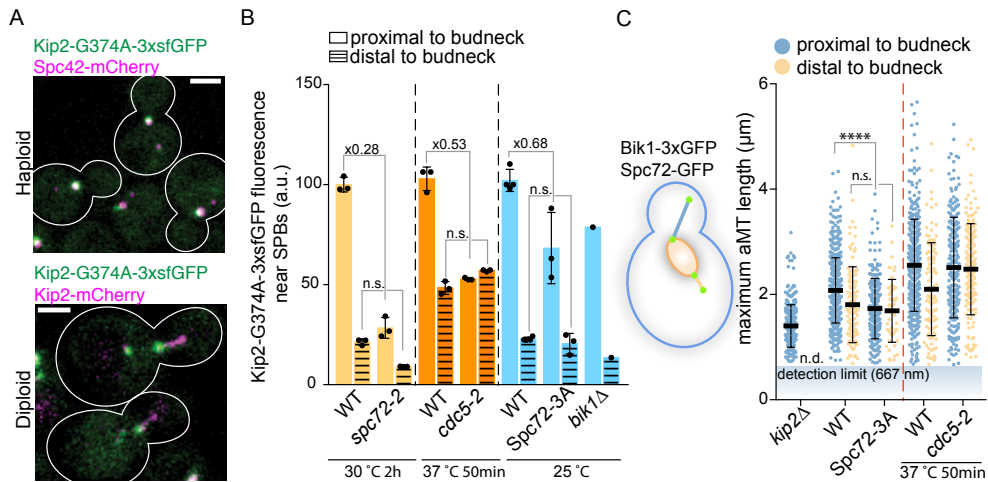 A
Kip2-G374A-3xsfGFP
Spc42-mCherry
Haploid
Kip2-G374A-3xsfGFP
Kip2-mCherry
Diploid
B
proximal to budneck
distal to budneck
Kip2-G374A-3xsfGFP fluorescence
near SPBs (a.u.)
150
100
50
0
x0.28
n.s.
x0.53
n.s.
x0.68
n.s.
WT
spc72-2
WT
cdc5-2
WT
Spc72-3A
bik1Δ
30 °C 2h
37 °C 50min
25 °C
C
Bik1-3xGFP
Spc72-GFP
proximal to budneck
distal to budneck
maximum aMT length (μm)
6
4
2
0
****
n.s.
n.d.
detection limit (667 nm)
kip2Δ
WT
Spc72-3A
WT
cdc5-2
37 °C 50min